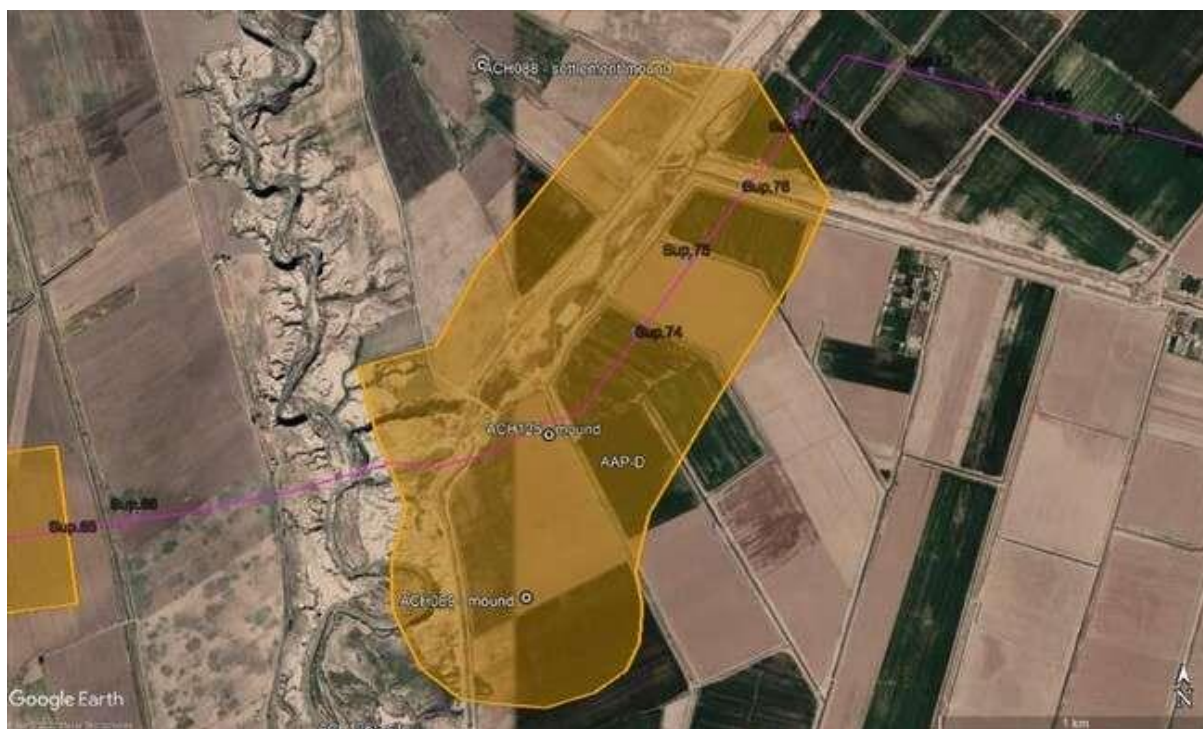 ACH088 - settlement mound
Sup.76
Sup.75
Sup.74
ACH125 - mound
AAP-D
Sup.66
Sup.65
ACH089 - mound
Google Earth
N
1 km